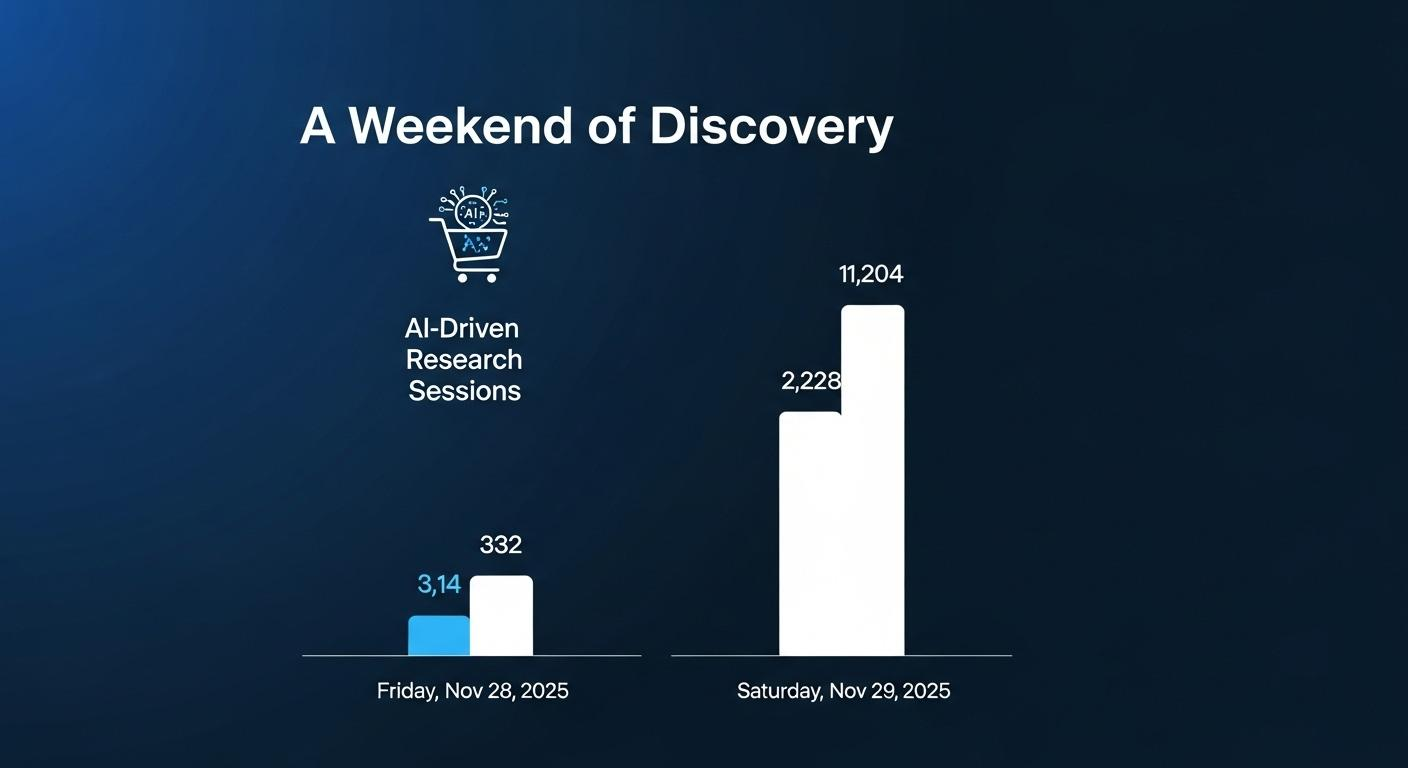 A Weekend of Discovery
AI
AI-Driven
Research
Sessions
11,204
2,228
332
3,14
Friday, Nov 28, 2025
Saturday, Nov 29, 2025